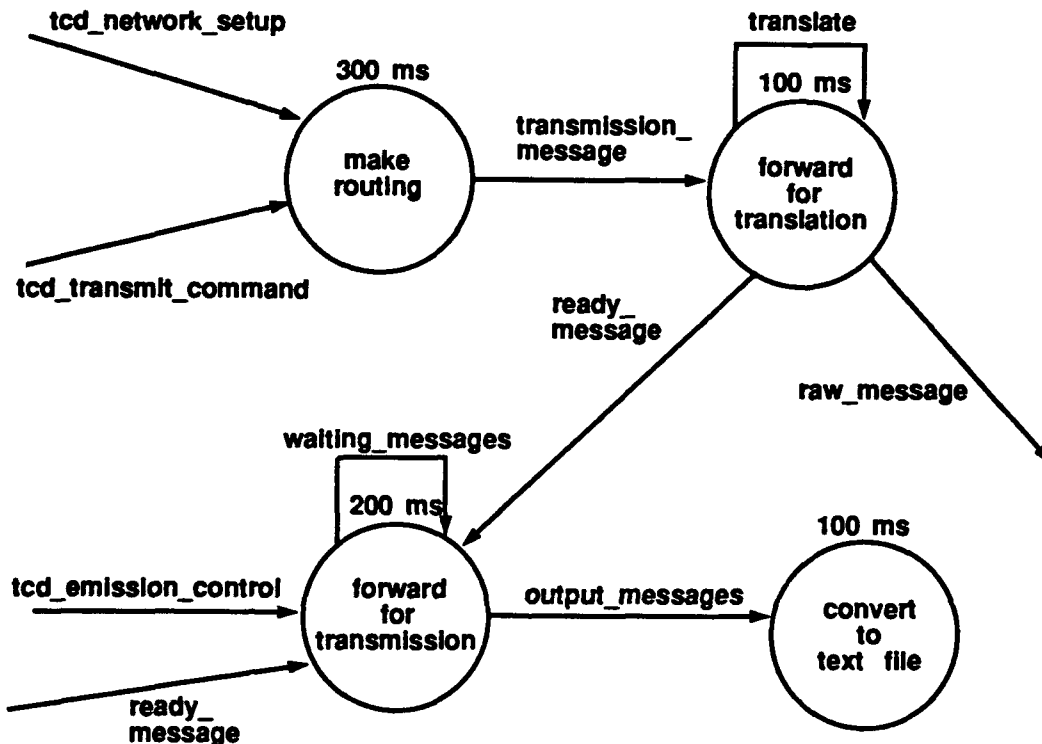 tcd_network_setup
translate
300 ms
100 ms
transmission_
message
make
routing
forward
for
translation
tcd_transmit_command
ready_
message
raw_message
waiting_messages
200 ms
100 ms
tcd_emission_control
forward
for
transmission
output_messages
convert
to
text file
ready_
message